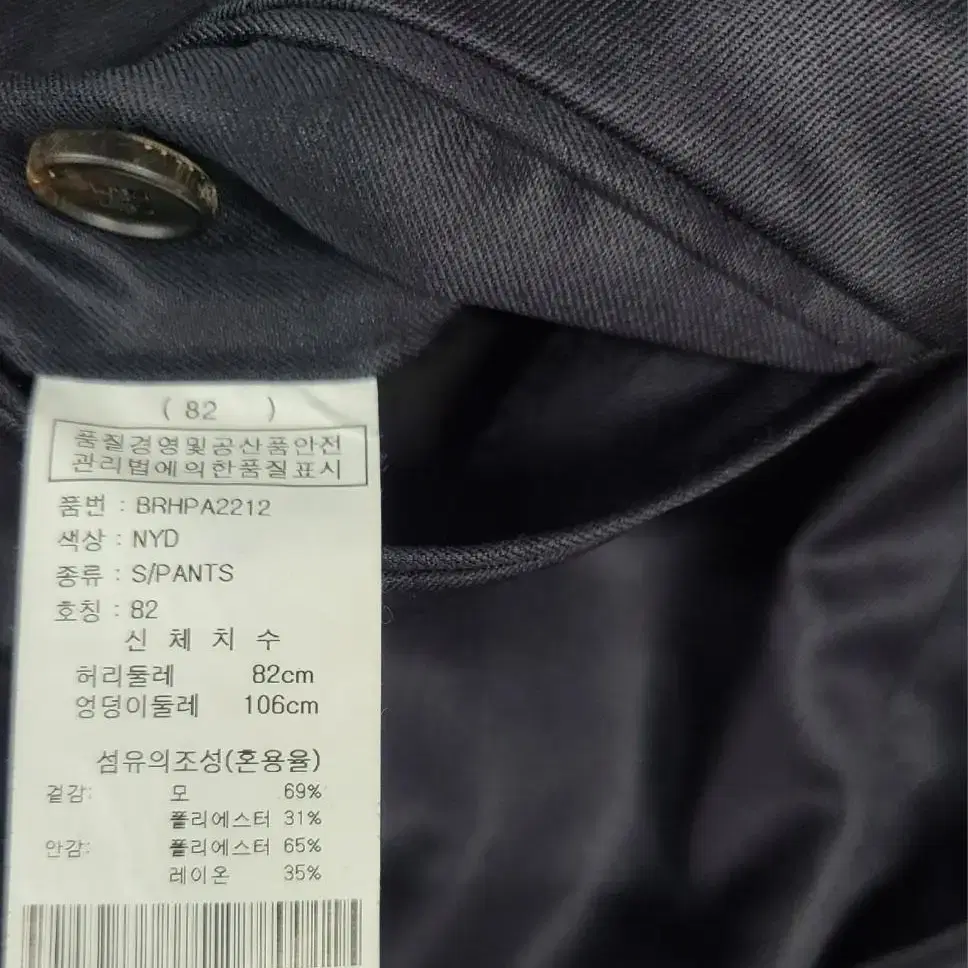 ( 82 )
품질경영및공산품안전
관리법에의한품질표시
품번 : BRHPA2212
색상 : NYD
종류 : S/PANTS
호칭 : 82
신 체 치 수
허리둘레 82cm
엉덩이둘레 106cm
섬유의조성(혼용율)
겉감: 모 69%
폴리에스터 31%
안감: 폴리에스터 65%
레이온 35%